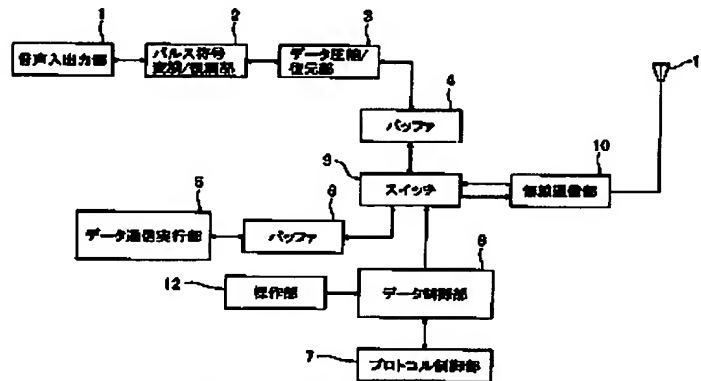 1
2
3
音声入出力部
パルス符号
変換/復調部
データ圧縮/
復元部
4
バッファ
1
9
10
スイッチ
無線通信部
5
6
データ通信実行部
バッファ
8
12
操作部
データ制御部
7
プロトコル制御部